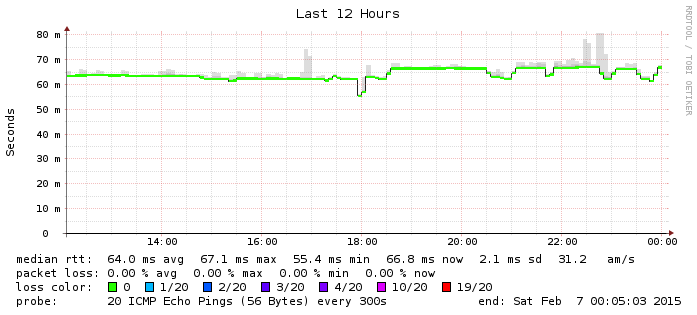 Last 12 Hours
RRDTOOL / TOBI OETIKER
Seconds
80 m
70 m
60 m
50 m
40 m
30 m
20 m
10 m
0
14:00 16:00 18:00 20:00 22:00 00:00
median rtt: 64.0 ms avg 67.1 ms max 55.4 ms min 66.8 ms now 2.1 ms sd 31.2 am/s
packet loss: 0.00 % avg 0.00 % max 0.00 % min 0.00 % now
loss color: 0 1/20 2/20 3/20 4/20 10/20 19/20
probe: 20 ICMP Echo Pings (56 Bytes) every 300s end: Sat Feb 7 00:05:03 2015